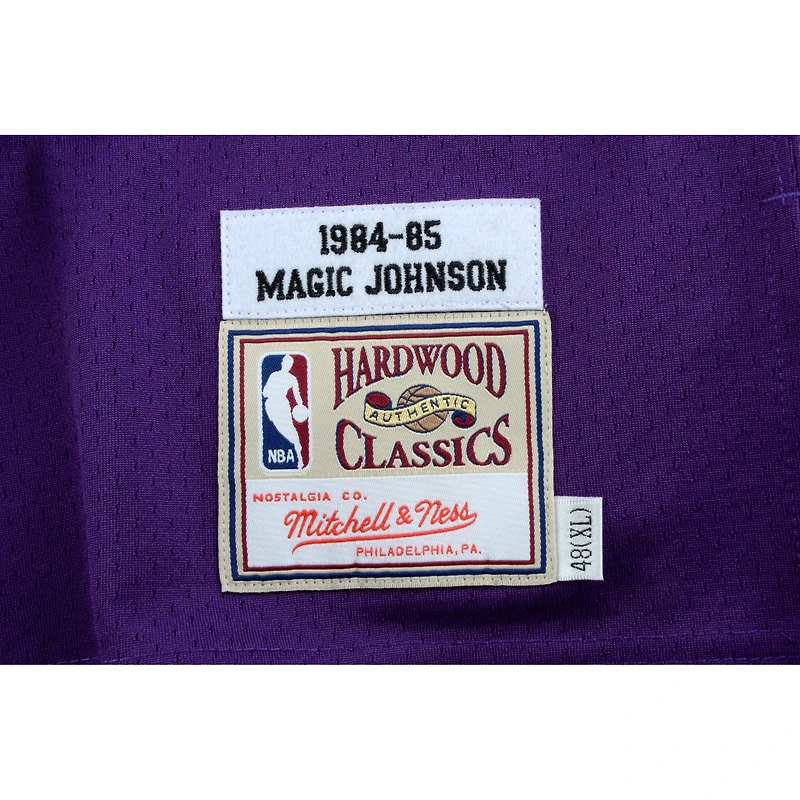 1984-85
MAGIC JOHNSON
HARDWOOD
AUTHENTIC
CLASSICS
NBA
NOSTALGIA CO.
Mitchell & Ness
PHILADELPHIA, PA.
48(XL)